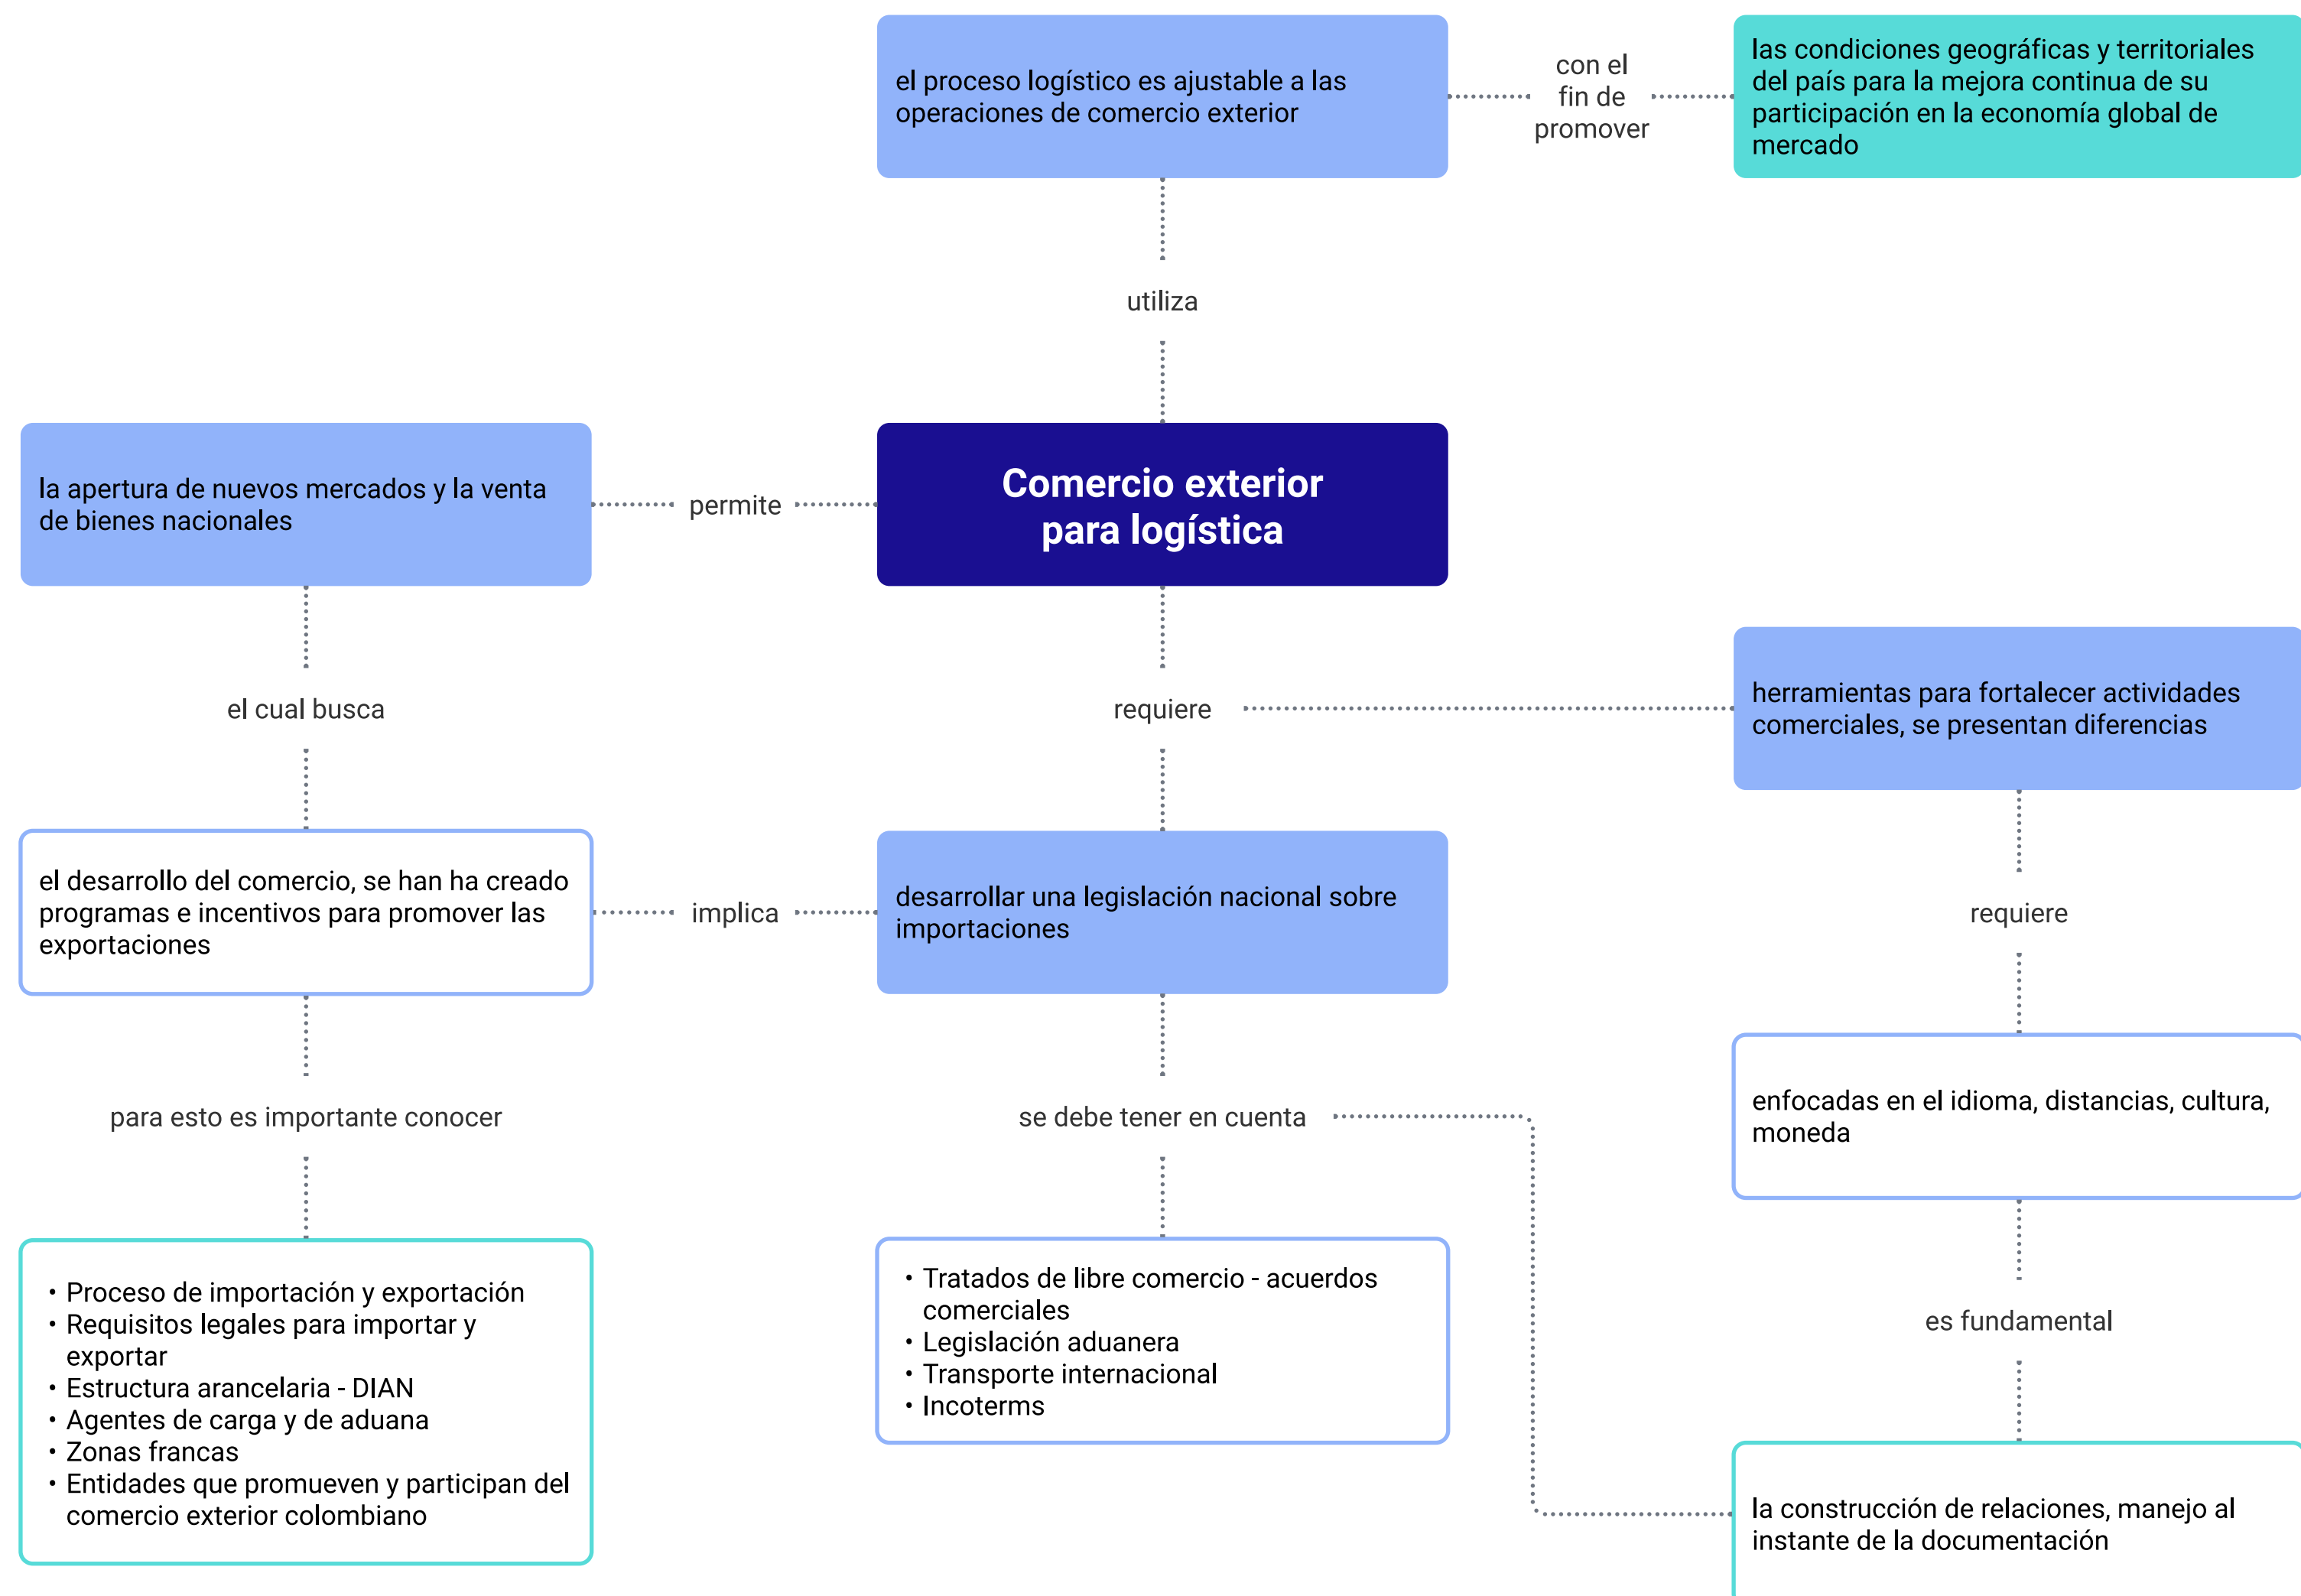 el proceso logístico es ajustable a las
operaciones de comercio exterior
con el
fin de
promover
las condiciones geográficas y territoriales
del país para la mejora continua de su
participación en la economía global de
mercado
utiliza
la apertura de nuevos mercados y la venta
de bienes nacionales
permite
Comercio exterior
para logística
el cual busca
requiere
herramientas para fortalecer actividades
comerciales, se presentan diferencias
el desarrollo del comercio, se han ha creado
programas e incentivos para promover las
exportaciones
implica
desarrollar una legislación nacional sobre
importaciones
requiere
para esto es importante conocer
se debe tener en cuenta
enfocadas en el idioma, distancias, cultura,
moneda
• Proceso de importación y exportación
• Requisitos legales para importar y
exportar
• Estructura arancelaria - DIAN
• Agentes de carga y de aduana
• Zonas francas
• Entidades que promueven y participan del
comercio exterior colombiano
• Tratados de libre comercio - acuerdos
comerciales
• Legislación aduanera
• Transporte internacional
• Incoterms
es fundamental
la construcción de relaciones, manejo al
instante de la documentación